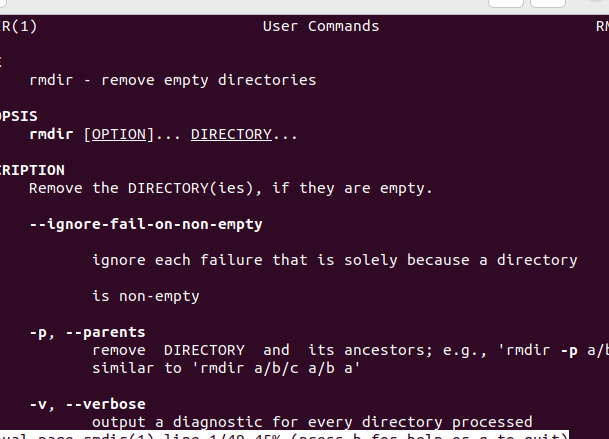 R(1) User Commands RM
rmdir - remove empty directories
OPSIS
rmdir [OPTION]... DIRECTORY...
CRIPTION
Remove the DIRECTORY(ies), if they are empty.
--ignore-fail-on-non-empty
ignore each failure that is solely because a directory
is non-empty
-p, --parents
remove DIRECTORY and its ancestors; e.g., 'rmdir -p a/b
similar to 'rmdir a/b/c a/b a'
-v, --verbose
output a diagnostic for every directory processed
ual page rmdir(1) line 1/49 45% (press h for help or q to quit)